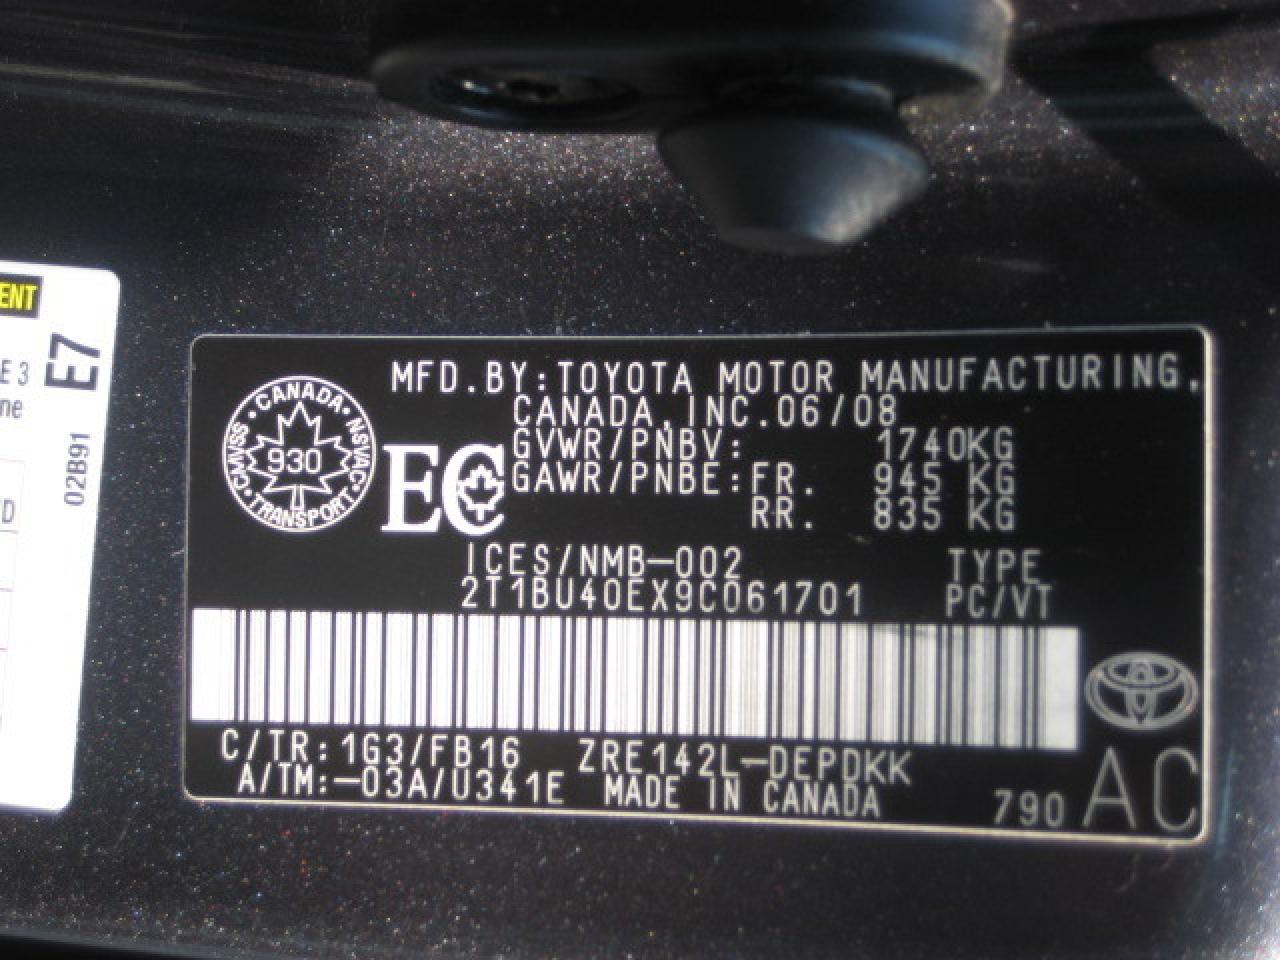 ENT
E7
E 3
ne
02B91
D
MFD.BY:TOYOTA MOTOR MANUFACTURING,
CANADA,INC.06/08
GVWR/PNBV: 1740KG
GAWR/PNBE:FR. 945 KG
RR. 835 KG
CANADA
CMVSS NSVAC
930
TRANSPORT
EC
ICES/NMB-002 TYPE
2T1BU40EX9C061701 PC/VT
C/TR:1G3/FB16 ZRE142L-DEPDKK
A/TM:-03A/U341E MADE IN CANADA
790 AC